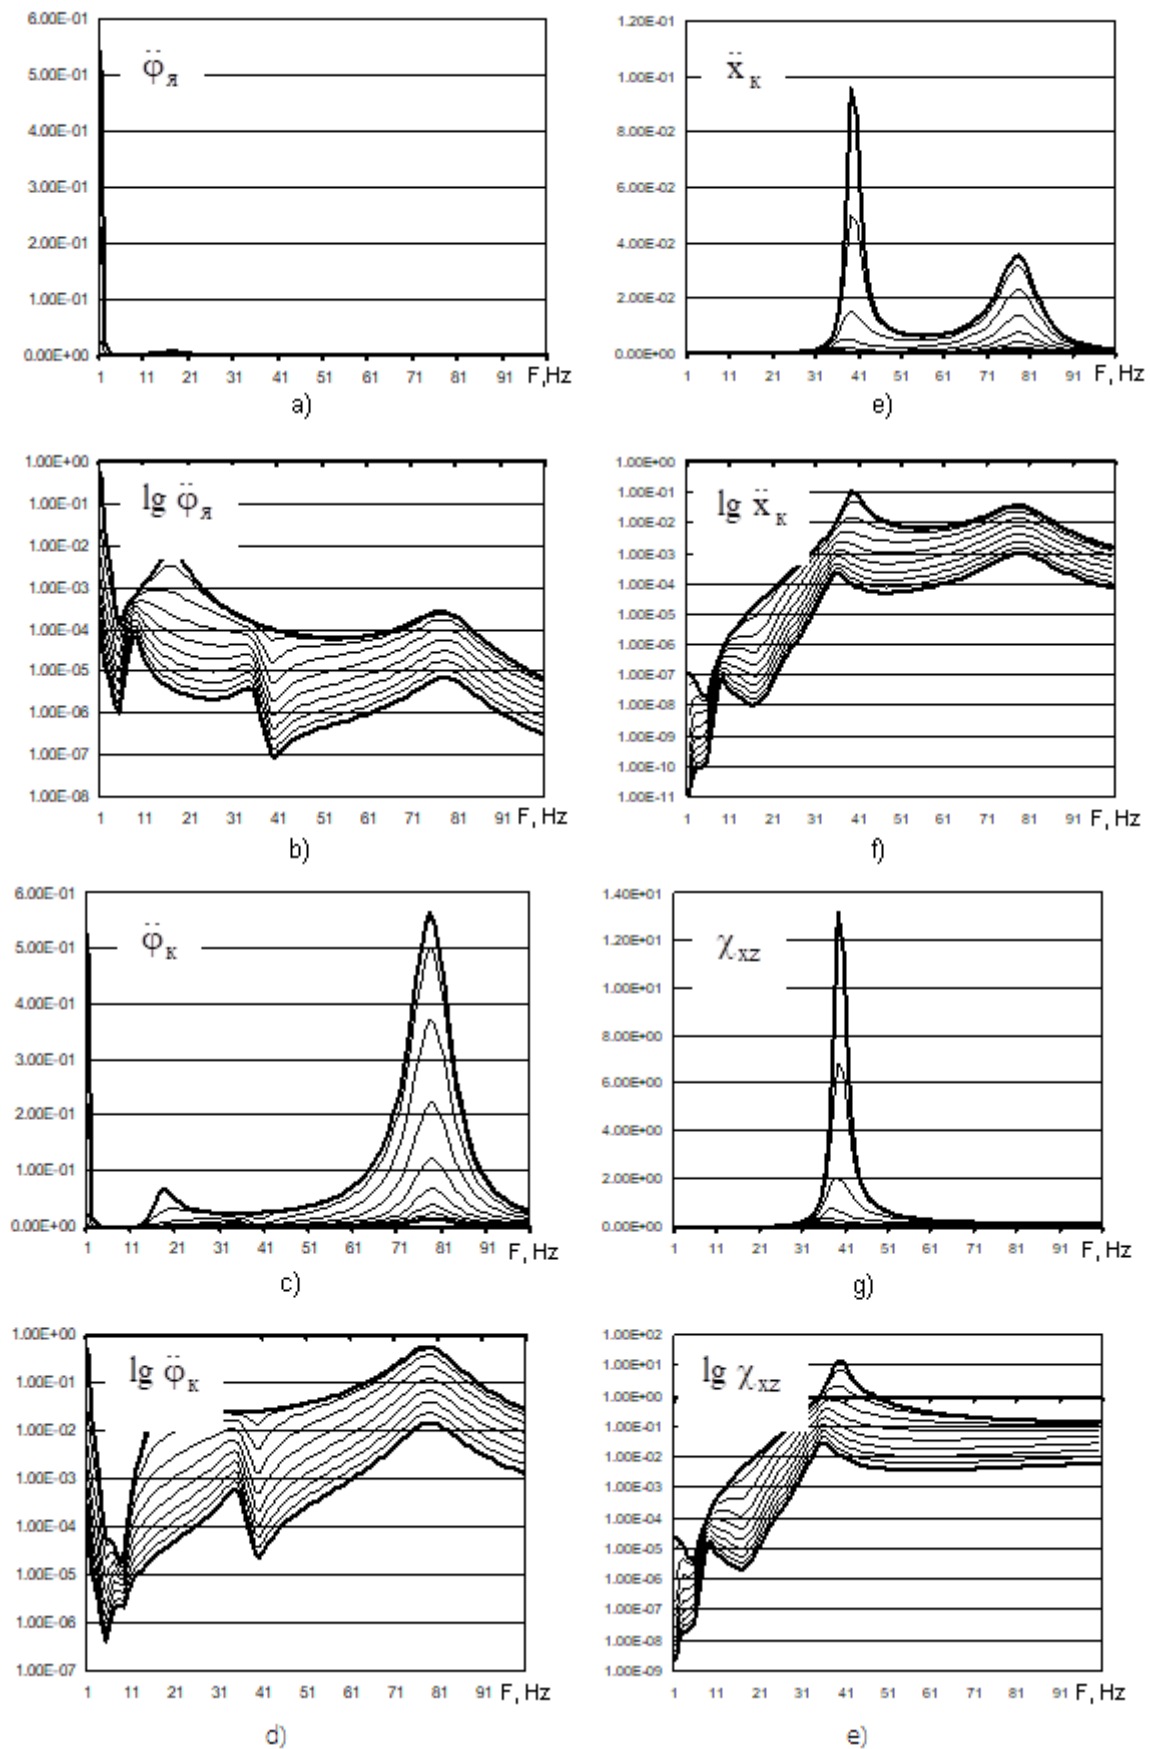 6.00E-01
5.00E-01
4.00E-01
3.00E-01
2.00E-01
1.00E-01
0.00E+00
φ̈я
1 11 21 31 41 51 61 71 81 91 F,Hz
a)
1.20E-01
1.00E-01
8.00E-02
6.00E-02
4.00E-02
2.00E-02
0.00E+00
ẍк
1 11 21 31 41 51 61 71 81 91 F, Hz
e)
1.00E+00
1.00E-01
1.00E-02
1.00E-03
1.00E-04
1.00E-05
1.00E-06
1.00E-07
1.00E-08
lg φ̈я
1 11 21 31 41 51 61 71 81 91 F, Hz
b)
1.00E+00
1.00E-01
1.00E-02
1.00E-03
1.00E-04
1.00E-05
1.00E-06
1.00E-07
1.00E-08
1.00E-09
1.00E-10
1.00E-11
lg ẍк
1 11 21 31 41 51 61 71 81 91 F, Hz
f)
6.00E-01
5.00E-01
4.00E-01
3.00E-01
2.00E-01
1.00E-01
0.00E+00
φ̈к
1 11 21 31 41 51 61 71 81 91 F, Hz
c)
1.40E+01
1.20E+01
1.00E+01
8.00E+00
6.00E+00
4.00E+00
2.00E+00
0.00E+00
χxz
1 11 21 31 41 51 61 71 81 91 F, Hz
g)
1.00E+00
1.00E-01
1.00E-02
1.00E-03
1.00E-04
1.00E-05
1.00E-06
1.00E-07
lg φ̈к
1 11 21 31 41 51 61 71 81 91 F, Hz
d)
1.00E+02
1.00E+01
1.00E+00
1.00E-01
1.00E-02
1.00E-03
1.00E-04
1.00E-05
1.00E-06
1.00E-07
1.00E-08
1.00E-09
lg χxz
1 11 21 31 41 51 61 71 81 91 F, Hz
e)